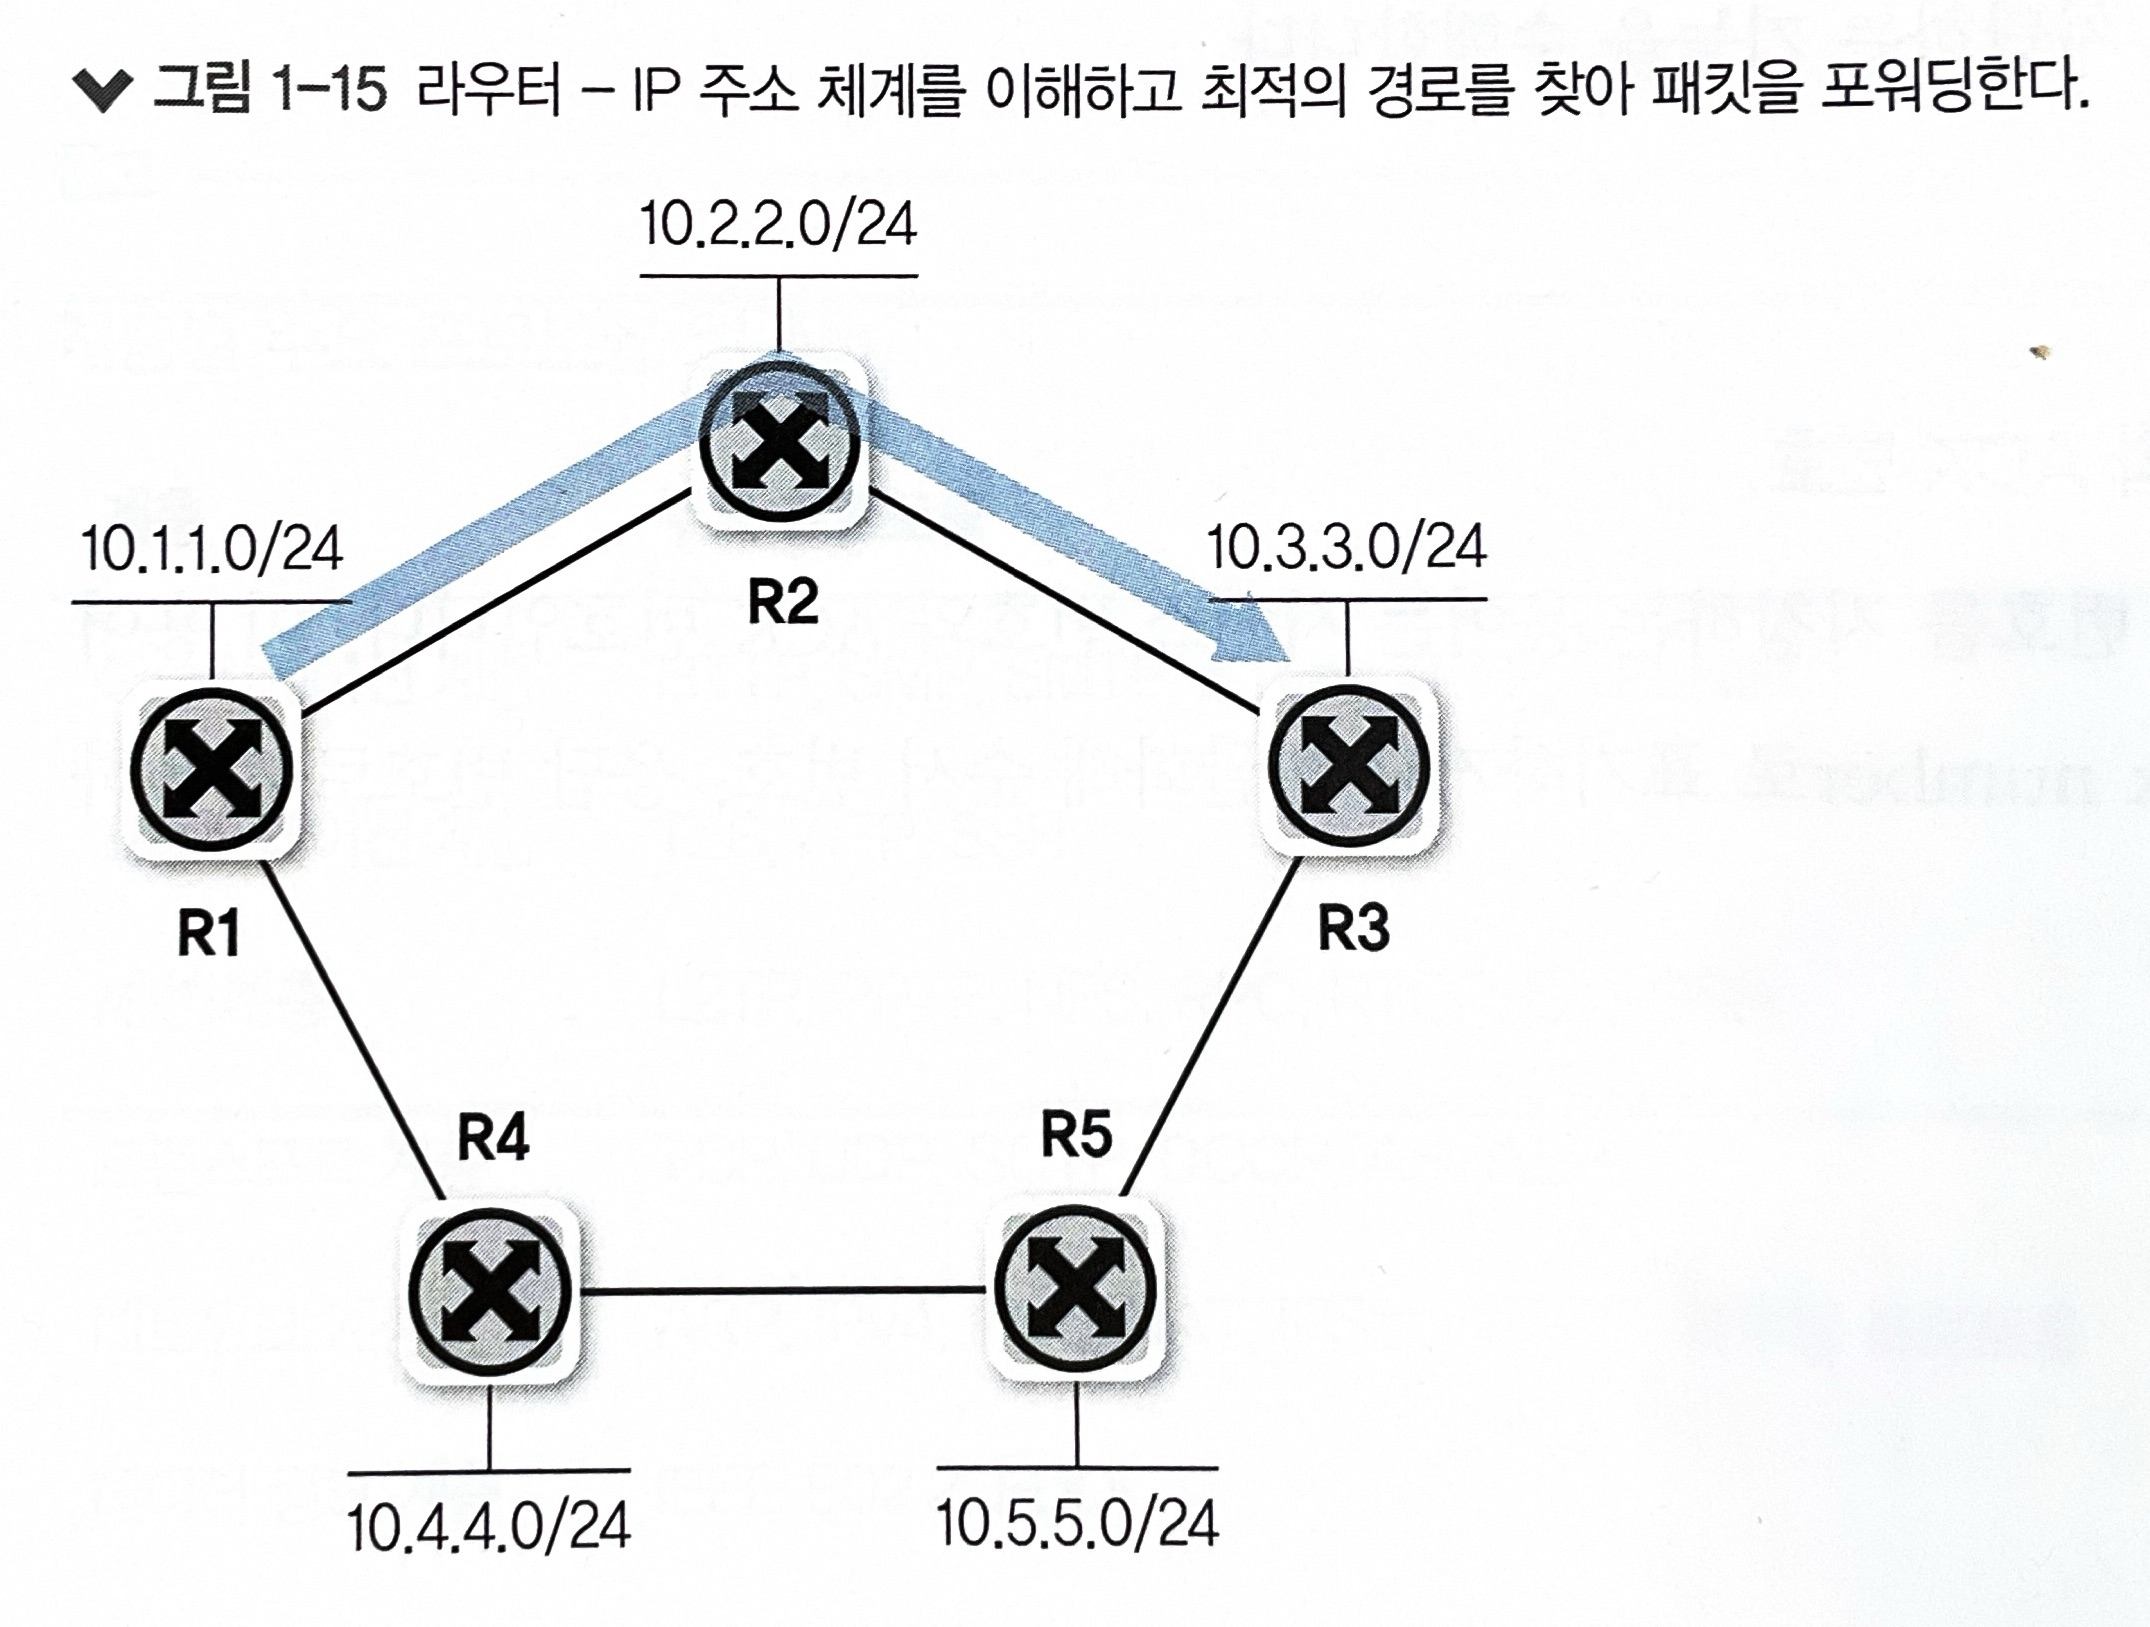 그림 1-15 라우터 – IP 주소 체계를 이해하고 최적의 경로를 찾아 패킷을 포워딩한다.
10.2.2.0/24
10.1.1.0/24
R2
10.3.3.0/24
R1
R3
R4
R5
10.4.4.0/24
10.5.5.0/24